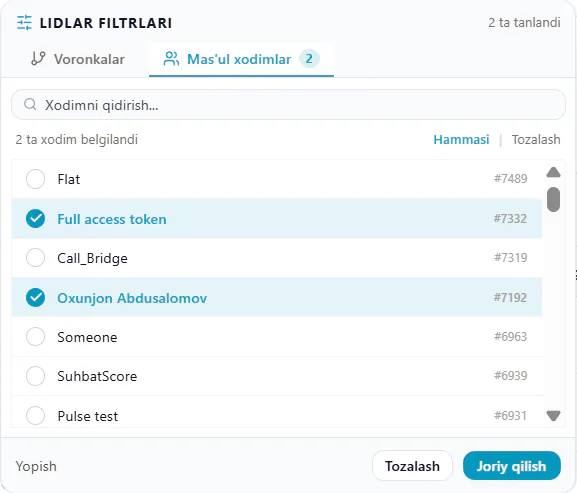 LIDLAR FILTRLARI 2 ta tanlandi
Voronkalar Mas'ul xodimlar 2
Xodimni qidirish...
2 ta xodim belgilandi Hammasi | Tozalash
Flat #7489
Full access token #7332
Call_Bridge #7319
Oxunjon Abdusalomov #7192
Someone #6963
SuhbatScore #6939
Pulse test #6931
Yopish Tozalash Joriy qilish